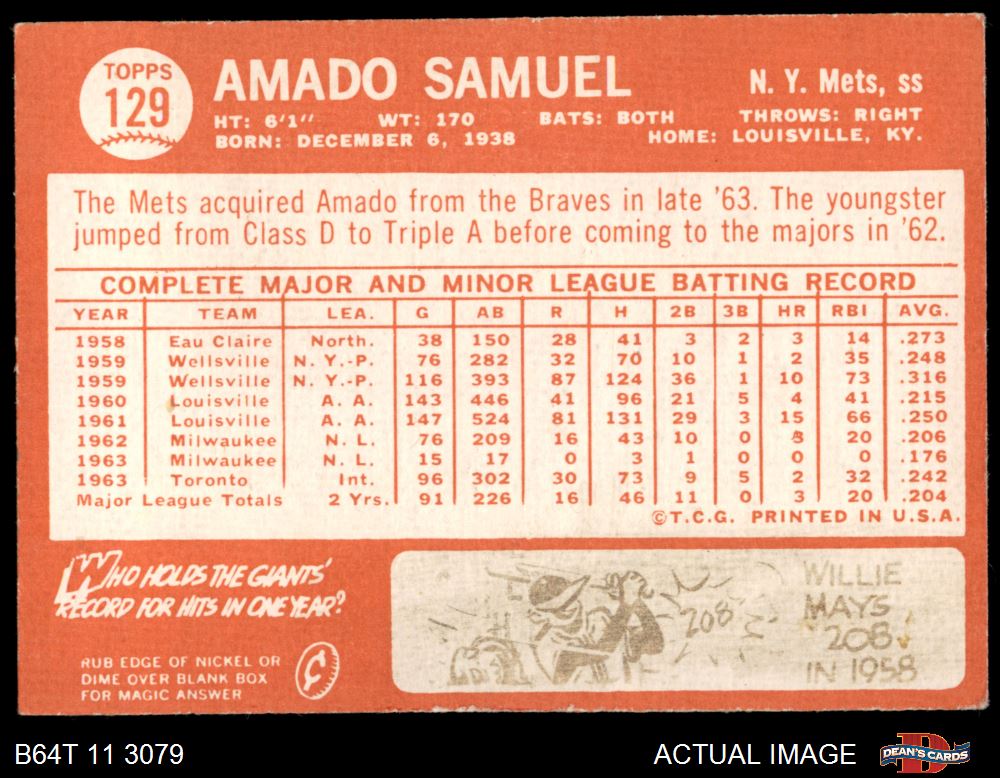 TOPPS
129
AMADO SAMUEL
N. Y. Mets, ss
HT: 6'1" WT: 170 BATS: BOTH THROWS: RIGHT
BORN: DECEMBER 6, 1938 HOME: LOUISVILLE, KY.
The Mets acquired Amado from the Braves in late '63. The youngster
jumped from Class D to Triple A before coming to the majors in '62.
COMPLETE MAJOR AND MINOR LEAGUE BATTING RECORD
YEAR TEAM LEA. G AB R H 2B 3B HR RBI AVG.
1958 Eau Claire North. 38 150 28 41 3 2 3 14 .273
1959 Wellsville N. Y.-P. 76 282 32 70 10 1 2 35 .248
1959 Wellsville N. Y.-P. 116 393 87 124 36 1 10 73 .316
1960 Louisville A. A. 143 446 41 96 21 5 4 41 .215
1961 Louisville A. A. 147 524 81 131 29 3 15 66 .250
1962 Milwaukee N. L. 76 209 16 43 10 0 3 20 .206
1963 Milwaukee N. L. 15 17 0 3 1 0 0 0 .176
1963 Toronto Int. 96 302 30 73 9 5 2 32 .242
Major League Totals 2 Yrs. 91 226 16 46 11 0 3 20 .204
©T.C.G. PRINTED IN U.S.A.
WHO HOLDS THE GIANTS'
RECORD FOR HITS IN ONE YEAR?
RUB EDGE OF NICKEL OR
DIME OVER BLANK BOX
FOR MAGIC ANSWER
¢
208
WILLIE
MAYS
208
IN 1958
B64T 11 3079
ACTUAL IMAGE
D
DEAN'S CARDS